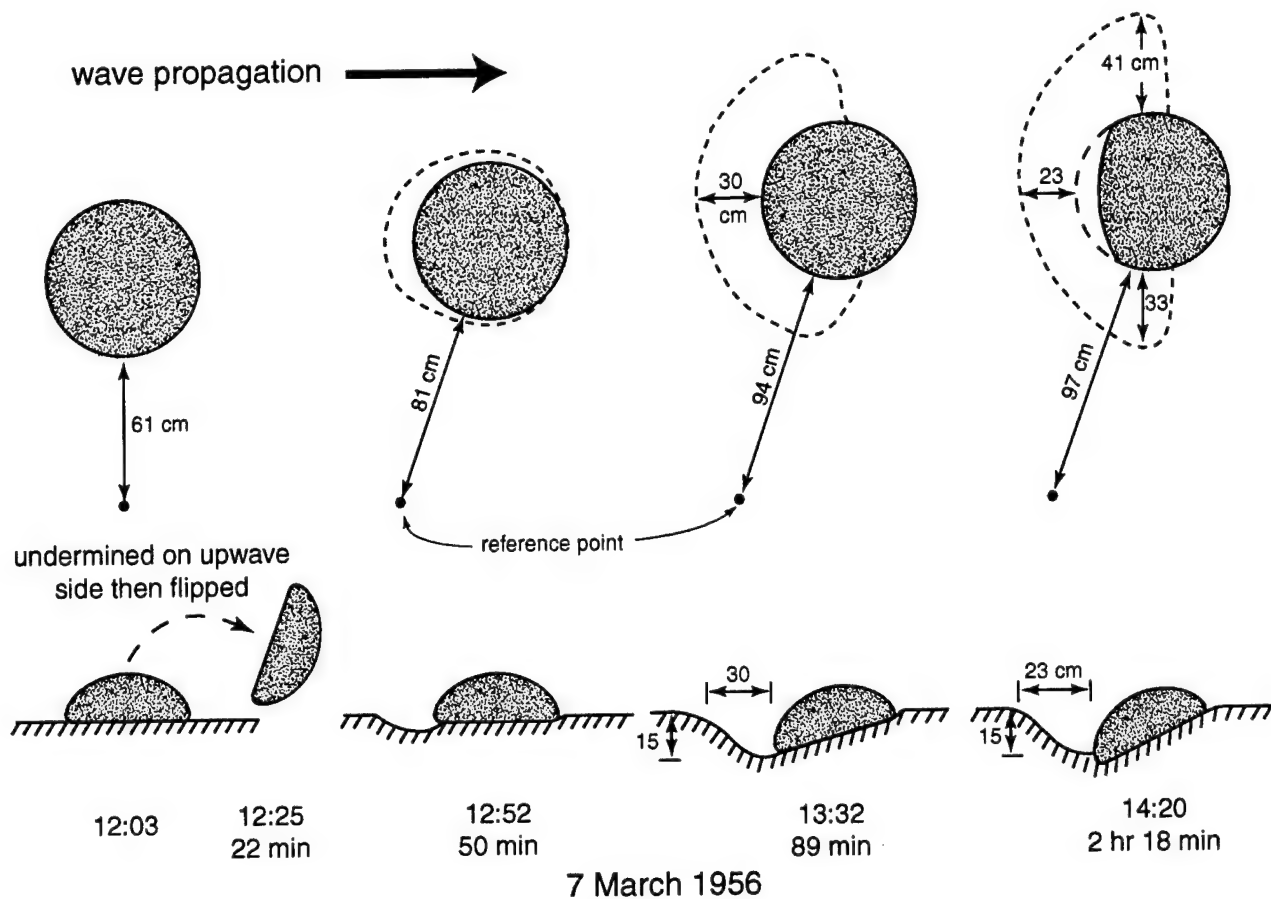 wave propagation
61 cm
81 cm
30
cm
94 cm
41 cm
23
33
97 cm
reference point
undermined on upwave
side then flipped
30
15
23 cm
15
12:03
12:25
22 min
12:52
50 min
13:32
89 min
14:20
2 hr 18 min
7 March 1956